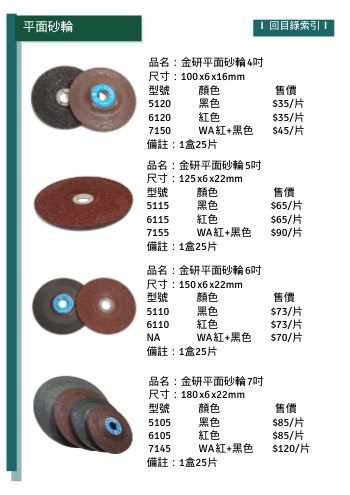 平面砂輪
回目錄索引
品名：金研平面砂輪4吋
尺寸：100x6x16mm
型號 顏色 售價
5120 黑色 $35/片
6120 紅色 $35/片
7150 WA紅+黑色 $45/片
備註：1盒25片
品名：金研平面砂輪5吋
尺寸：125x6x22mm
型號 顏色 售價
5115 黑色 $65/片
6115 紅色 $65/片
7155 WA紅+黑色 $90/片
備註：1盒25片
品名：金研平面砂輪6吋
尺寸：150x6x22mm
型號 顏色 售價
5110 黑色 $73/片
6110 紅色 $73/片
NA WA紅+黑色 $70/片
備註：1盒25片
品名：金研平面砂輪7吋
尺寸：180x6x22mm
型號 顏色 售價
5105 黑色 $85/片
6105 紅色 $85/片
7145 WA紅+黑色 $120/片
備註：1盒25片